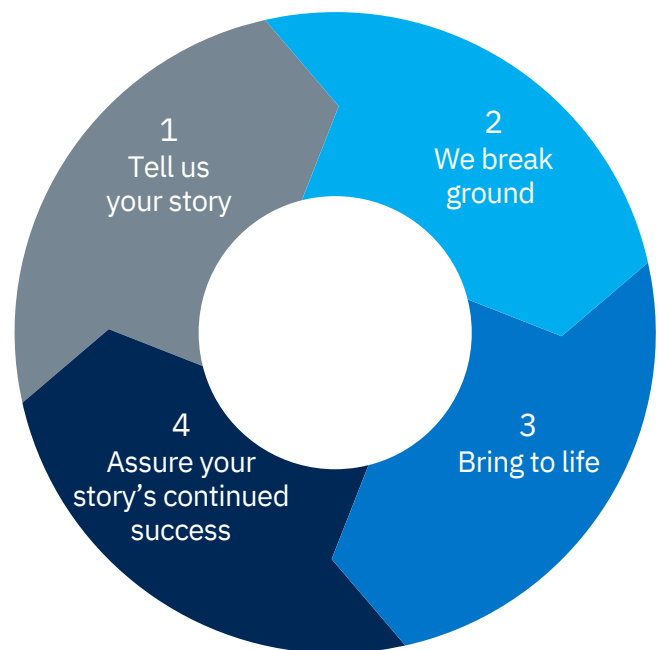 1
Tell us
your story
2
We break
ground
3
Bring to life
4
Assure your
story’s continued
success